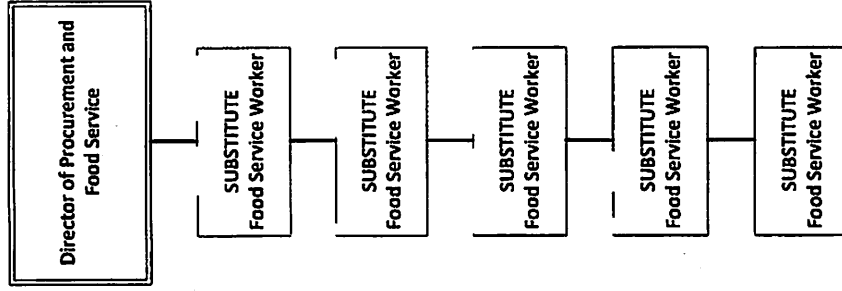 Director of Procurement and
Food Service
SUBSTITUTE
Food Service Worker
SUBSTITUTE
Food Service Worker
SUBSTITUTE
Food Service Worker
SUBSTITUTE
Food Service Worker
SUBSTITUTE
Food Service Worker